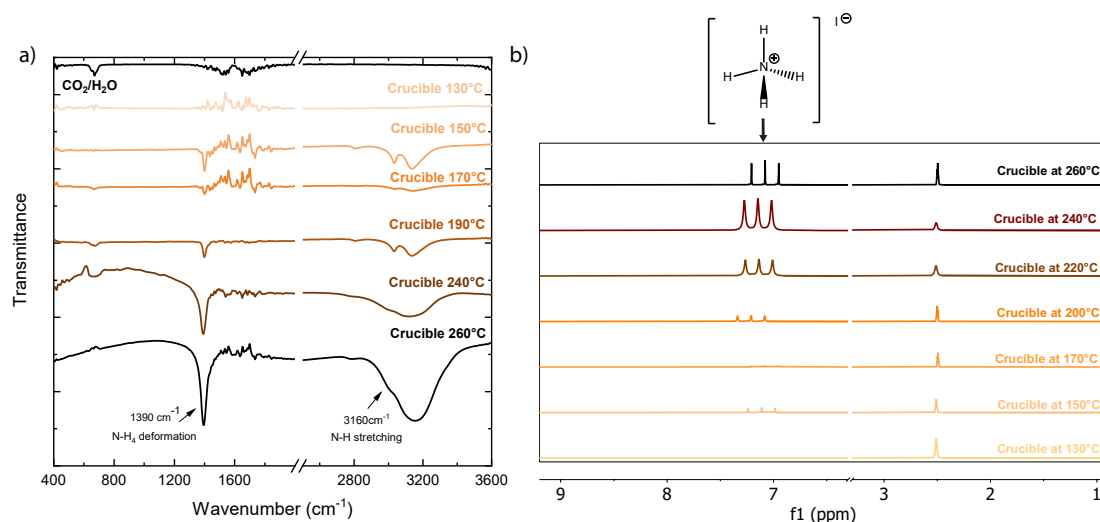 a)
CO2/H2O
Crucible 130°C
Crucible 150°C
Crucible 170°C
Crucible 190°C
Crucible 240°C
Crucible 260°C
1390 cm-1
N-H4 deformation
3160cm-1
N-H stretching
Transmittance
400 800 1200 1600 2800 3200 3600
Wavenumber (cm-1)
b)
H
N
⊕
H
H
H
I⊖
Crucible at 260°C
Crucible at 240°C
Crucible at 220°C
Crucible at 200°C
Crucible at 170°C
Crucible at 150°C
Crucible at 130°C
9 8 7 3 2 1
f1 (ppm)